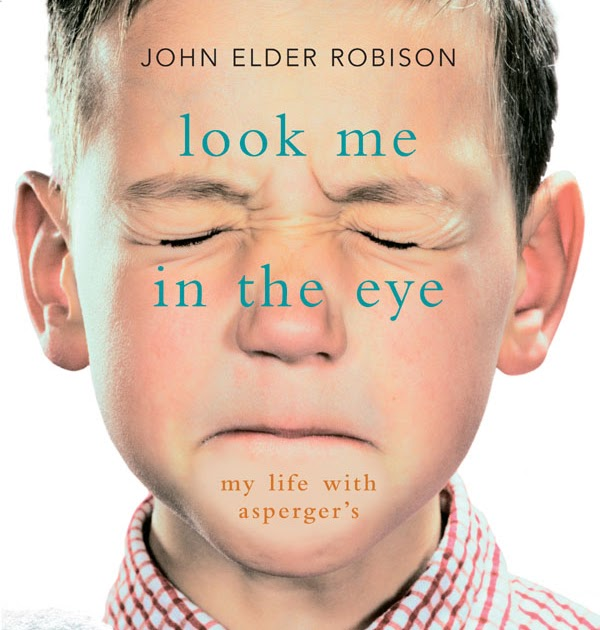 JOHN ELDER ROBISON
look me
in the eye
my life with
asperger's